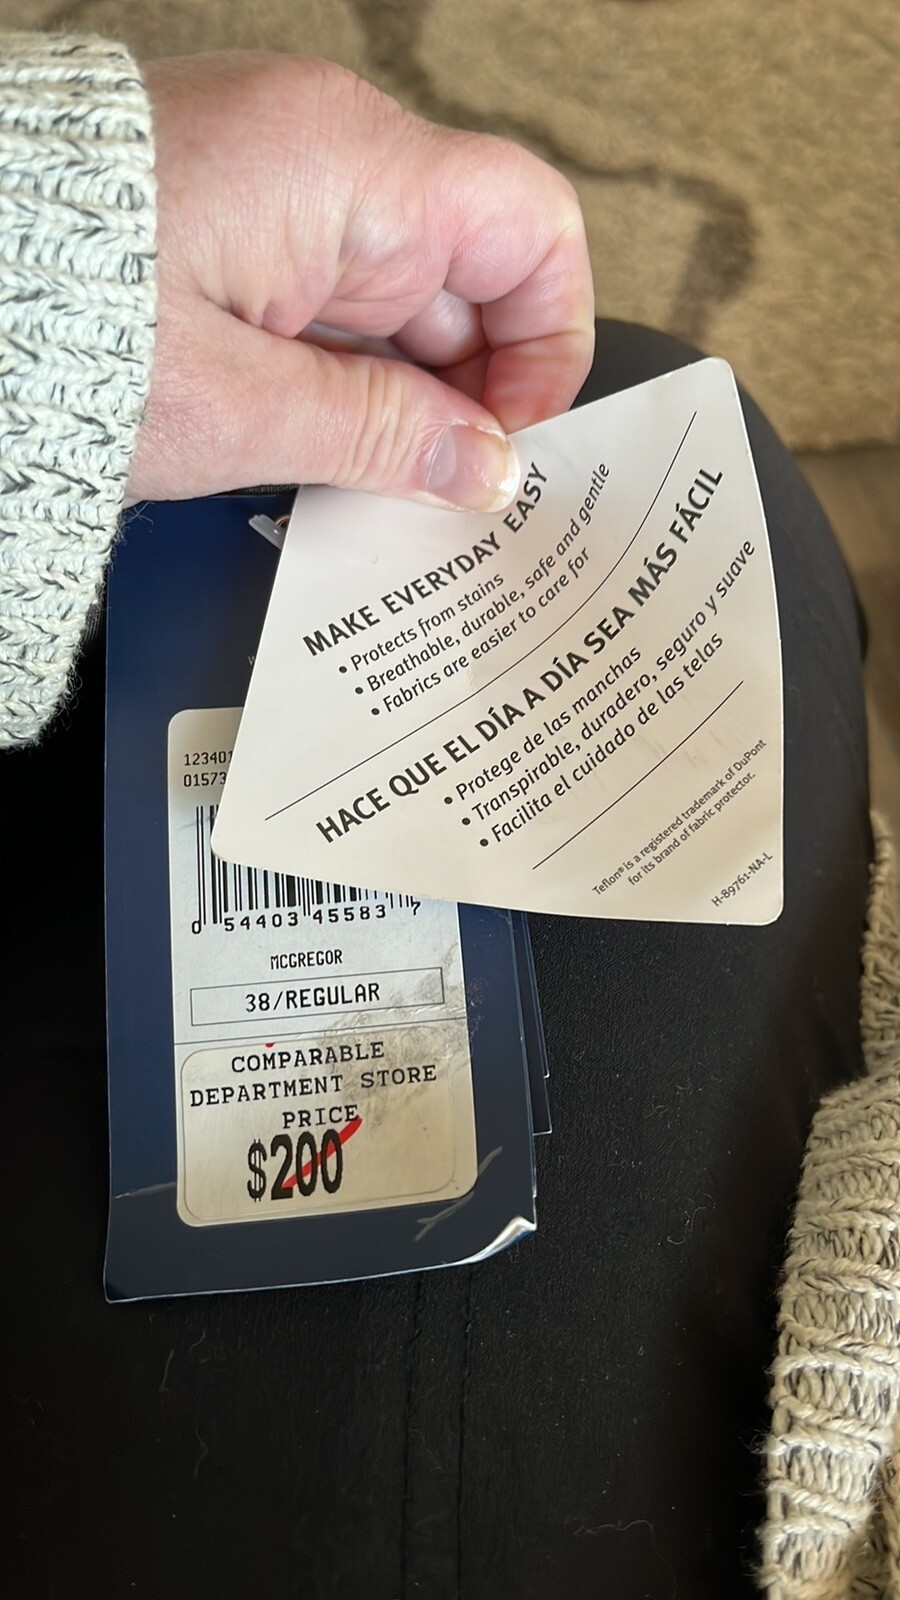 MAKE EVERYDAY EASY
• Protects from stains
• Breathable, durable, safe and gentle
• Fabrics are easier to care for
HACE QUE EL DÍA A DÍA SEA MÁS FÁCIL
• Protege de las manchas
• Transpirable, duradero, seguro y suave
• Facilita el cuidado de las telas
Teflon® is a registered trademark of DuPont
for its brand of fabric protector.
H-89761-NA-L
123401
01573
0 54403 45583 7
MCGREGOR
38/REGULAR
COMPARABLE
DEPARTMENT STORE
PRICE
$200